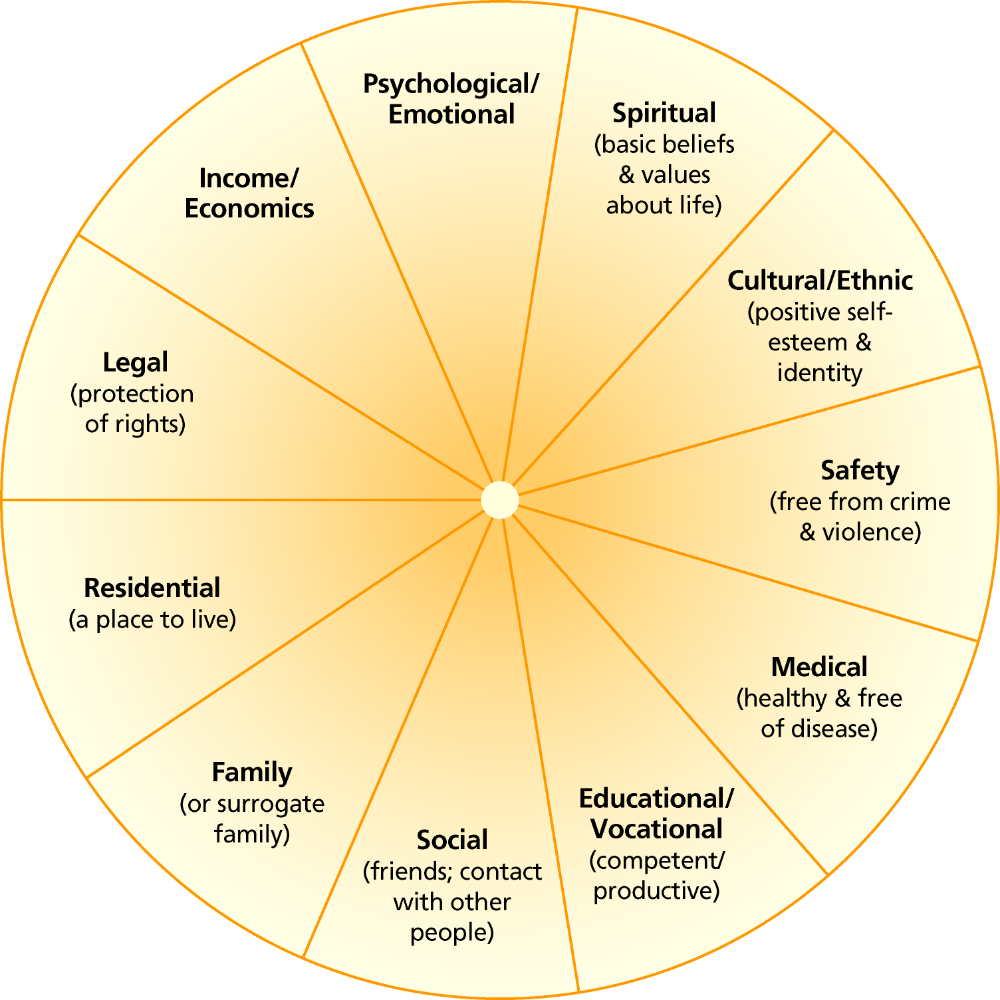 Psychological/
Emotional
Spiritual
(basic beliefs
& values
about life)
Cultural/Ethnic
(positive self-
esteem &
identity
Safety
(free from crime
& violence)
Medical
(healthy & free
of disease)
Educational/
Vocational
(competent/
productive)
Social
(friends; contact
with other
people)
Family
(or surrogate
family)
Residential
(a place to live)
Legal
(protection
of rights)
Income/
Economics